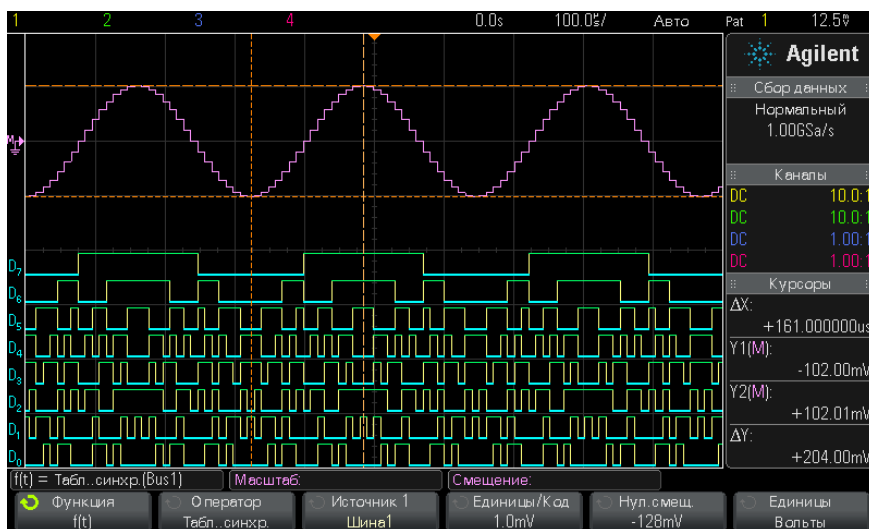 1 2 3 4 0.0s 100.0㎲/ Авто Pat 1 12.5
Agilent
Сбор данных
Нормальный
1.00GSa/s
Каналы
DC 10.0:1
DC 10.0:1
DC 1.00:1
DC 1.00:1
Курсоры
ΔX:
+161.000000us
Y1(M):
-102.00mV
Y2(M):
+102.01mV
ΔY:
+204.00mV
M
D7
D6
D5
D4
D3
D2
D1
D0
f(t) = Табл..синхр.(Bus1) Масштаб: Смещение:
Функция Оператор Источник 1 Единицы/Код Нул.смещ. Единицы
f(t) Табл..синхр. Шина1 1.0mV -128mV Вольты